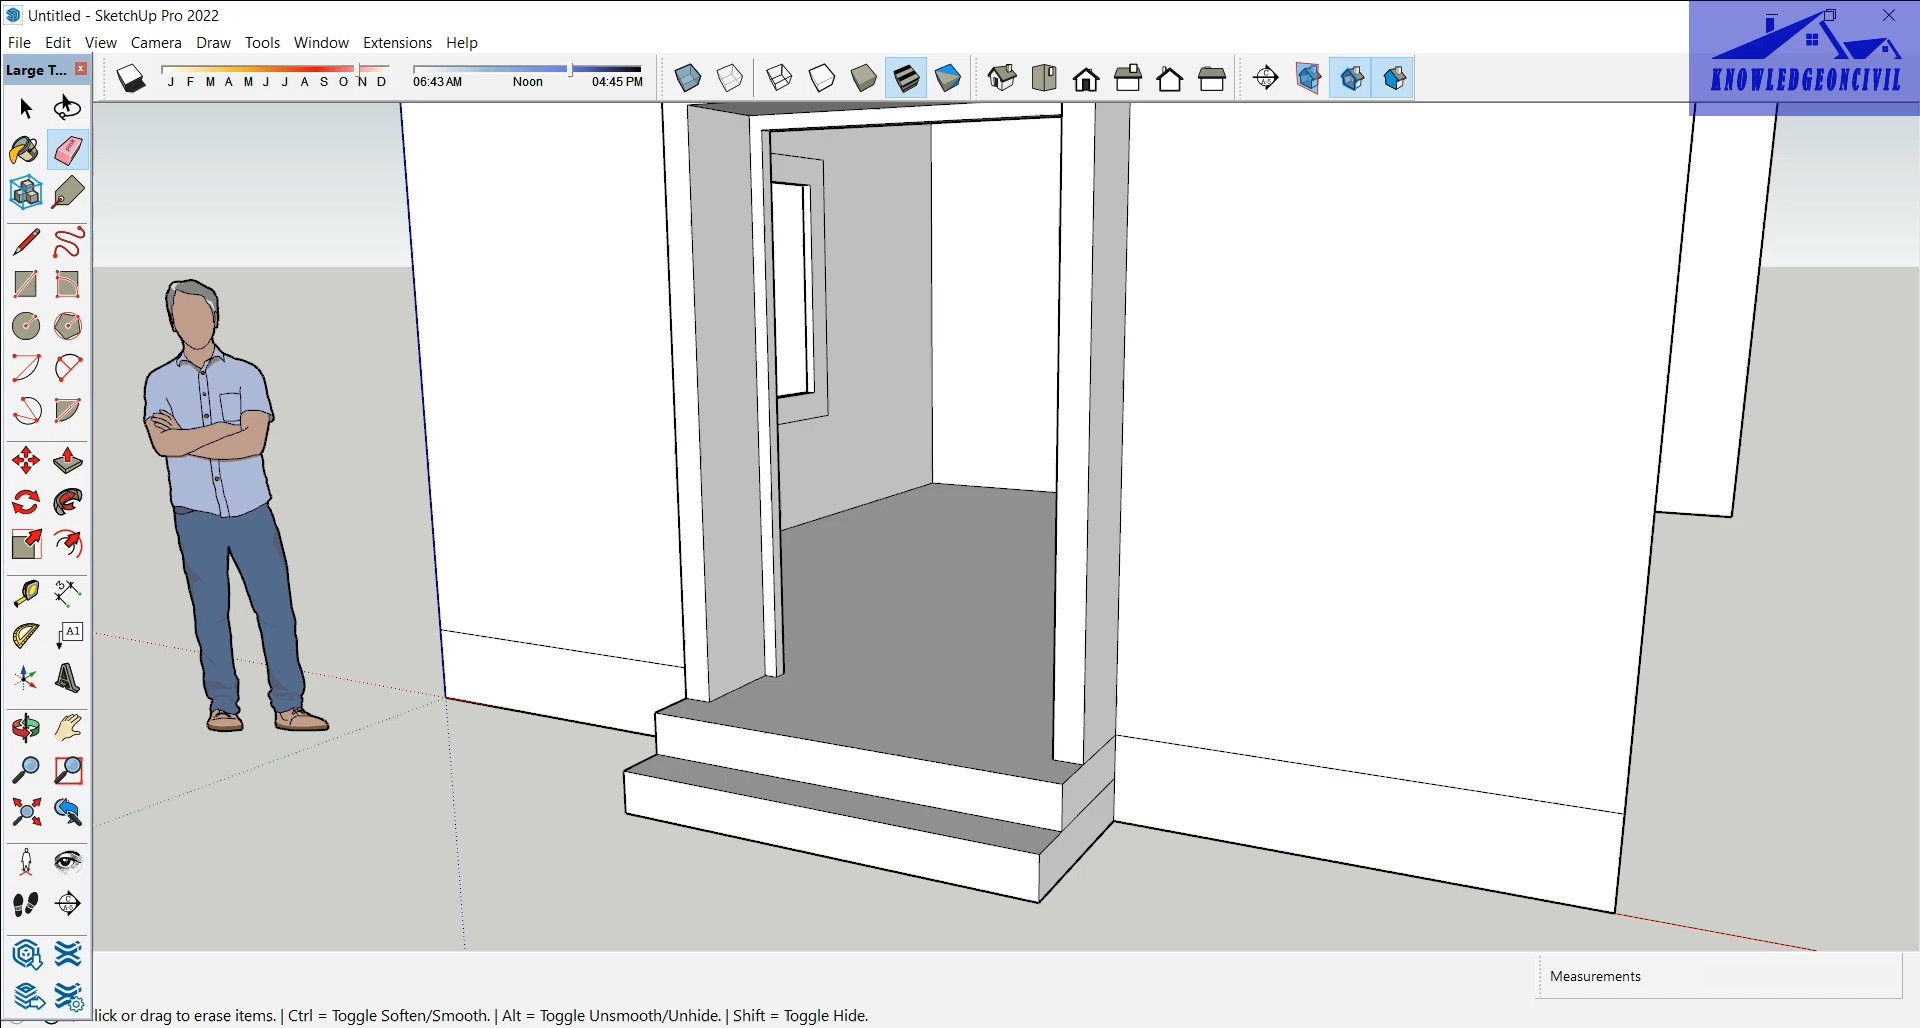 Untitled - SketchUp Pro 2022
File Edit View Camera Draw Tools Window Extensions Help
KNOWLEDGEONCIVIL
Large T...
J F M A M J J A S O N D
06:43 AM Noon 04:45 PM
A1
Measurements
lick or drag to erase items. | Ctrl = Toggle Soften/Smooth. | Alt = Toggle Unsmooth/Unhide. | Shift = Toggle Hide.